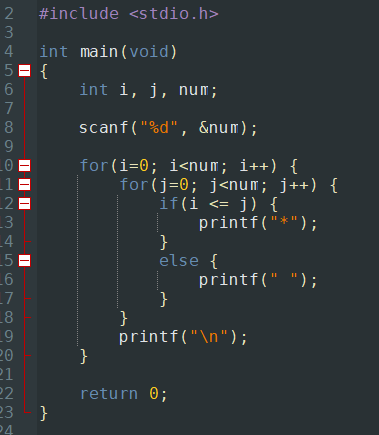 2 #include <stdio.h>
3
4 int main(void)
5 {
6     int i, j, num;
7
8     scanf("%d", &num);
9
10     for(i=0; i<num; i++) {
11         for(j=0; j<num; j++) {
12             if(i <= j) {
13                 printf("*");
14             }
15             else {
16                 printf(" ");
17             }
18         }
19         printf("\n");
20     }
21
22     return 0;
23 }
24